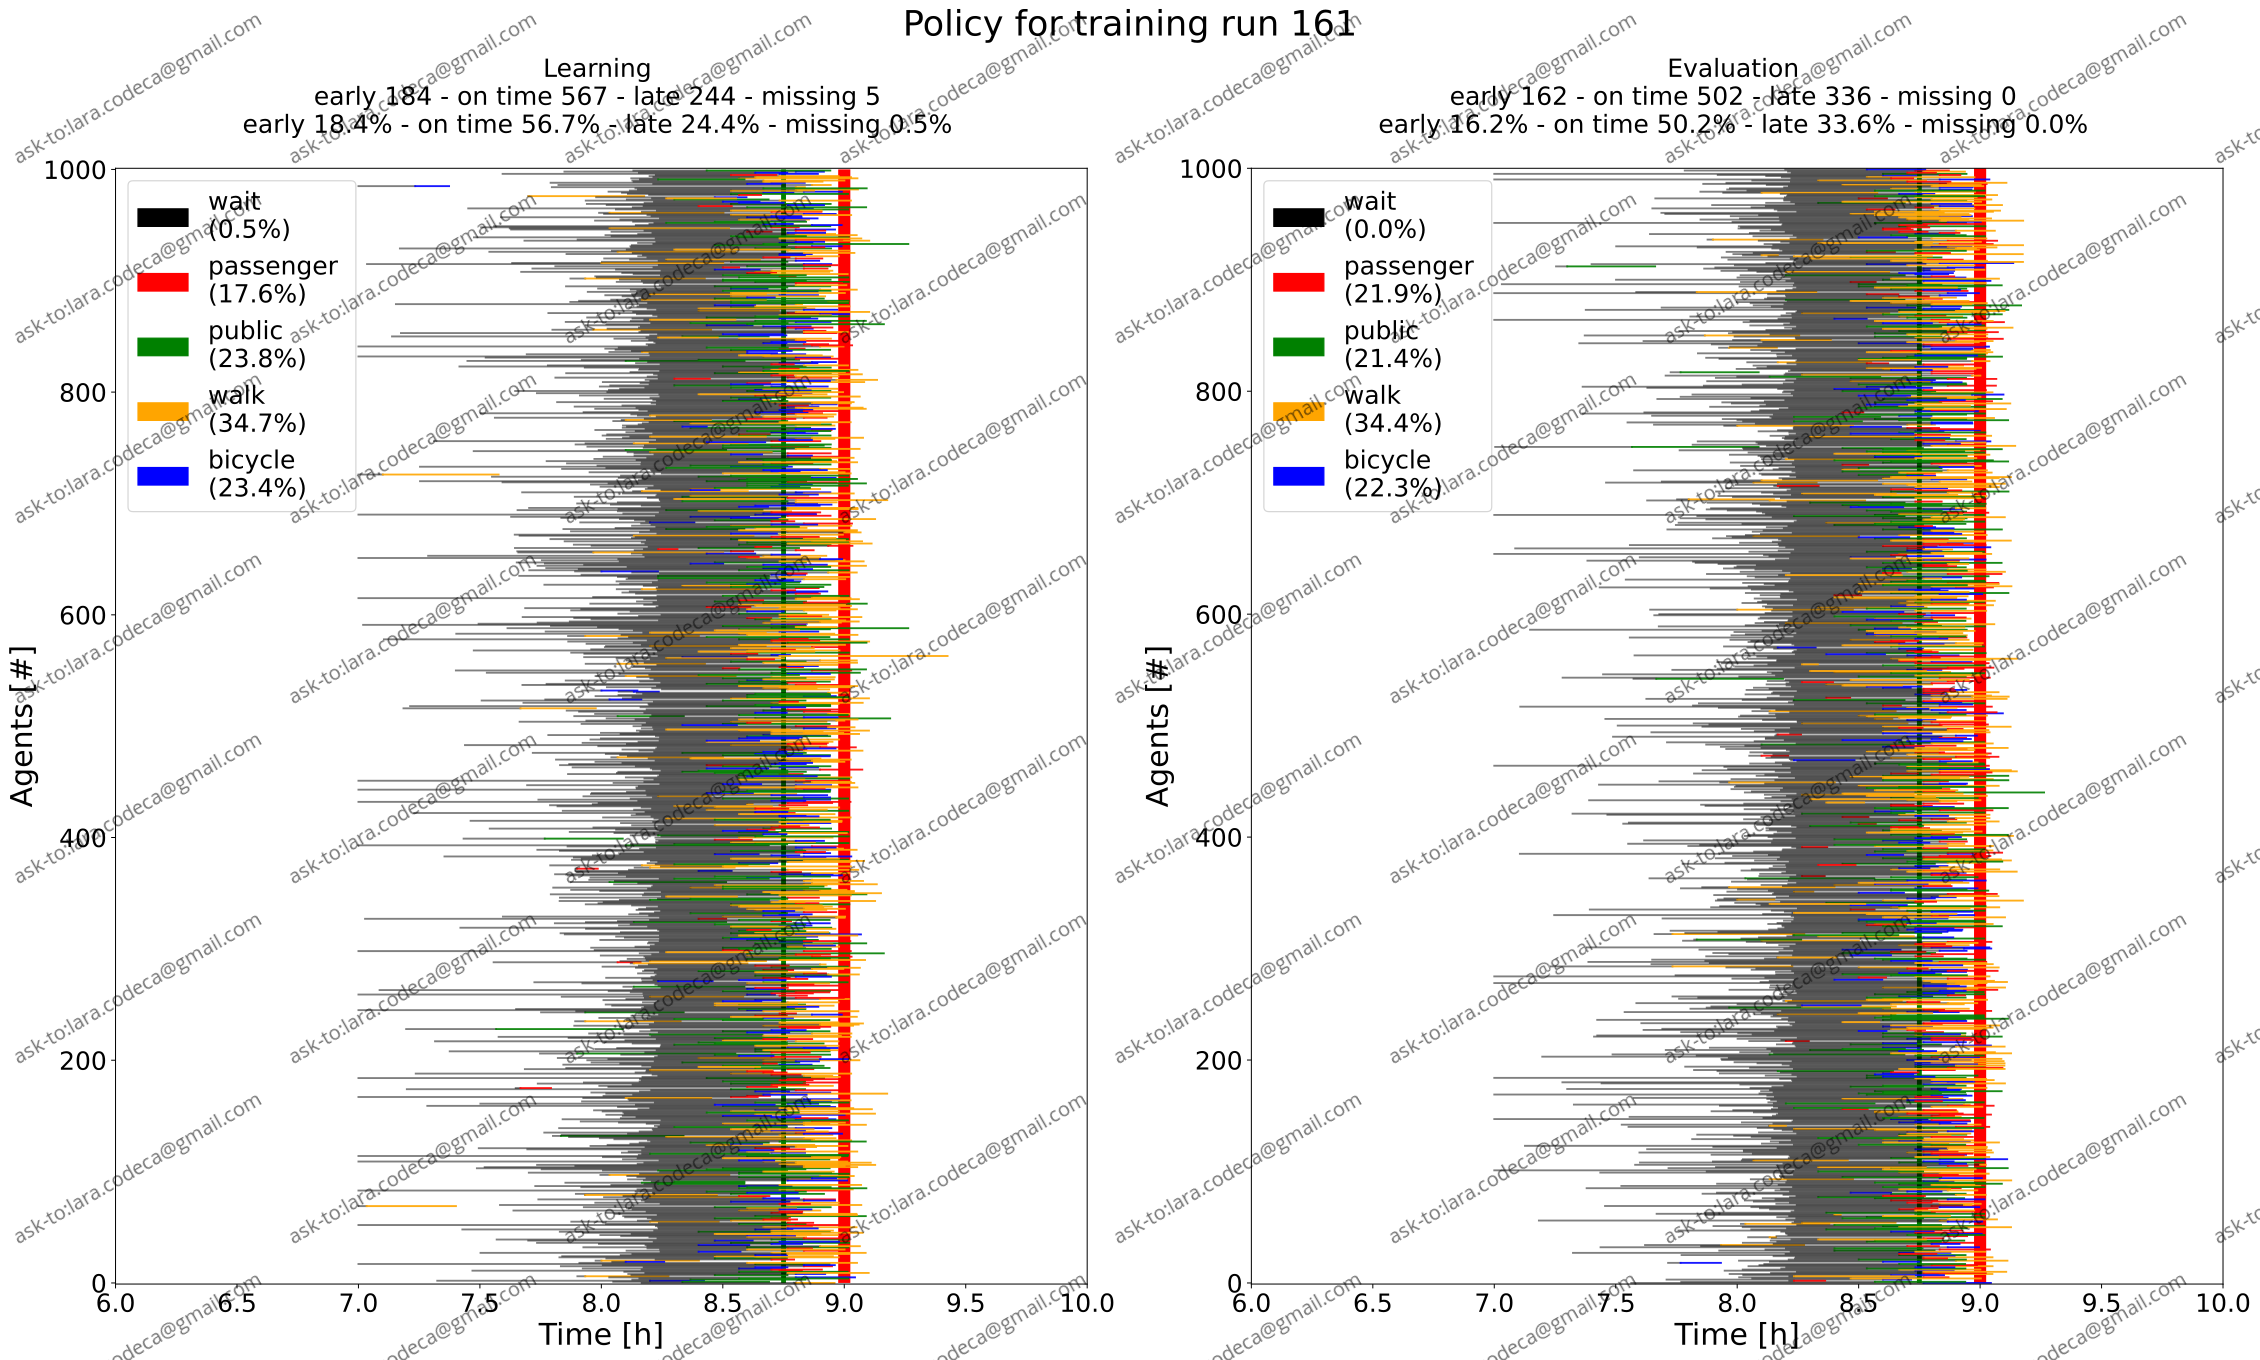 Policy for training run 161
Learning
early 184 - on time 567 - late 244 - missing 5
early 18.4% - on time 56.7% - late 24.4% - missing 0.5%
1000
800
600
400
200
0
Agents [#]
wait
(0.5%)
passenger
(17.6%)
public
(23.8%)
walk
(34.7%)
bicycle
(23.4%)
6.0 6.5 7.0 7.5 8.0 8.5 9.0 9.5 10.0
Time [h]
Evaluation
early 162 - on time 502 - late 336 - missing 0
early 16.2% - on time 50.2% - late 33.6% - missing 0.0%
1000
800
600
400
200
0
Agents [#]
wait
(0.0%)
passenger
(21.9%)
public
(21.4%)
walk
(34.4%)
bicycle
(22.3%)
6.0 6.5 7.0 7.5 8.0 8.5 9.0 9.5 10.0
Time [h]
ask-to:lara.codeca@gmail.com